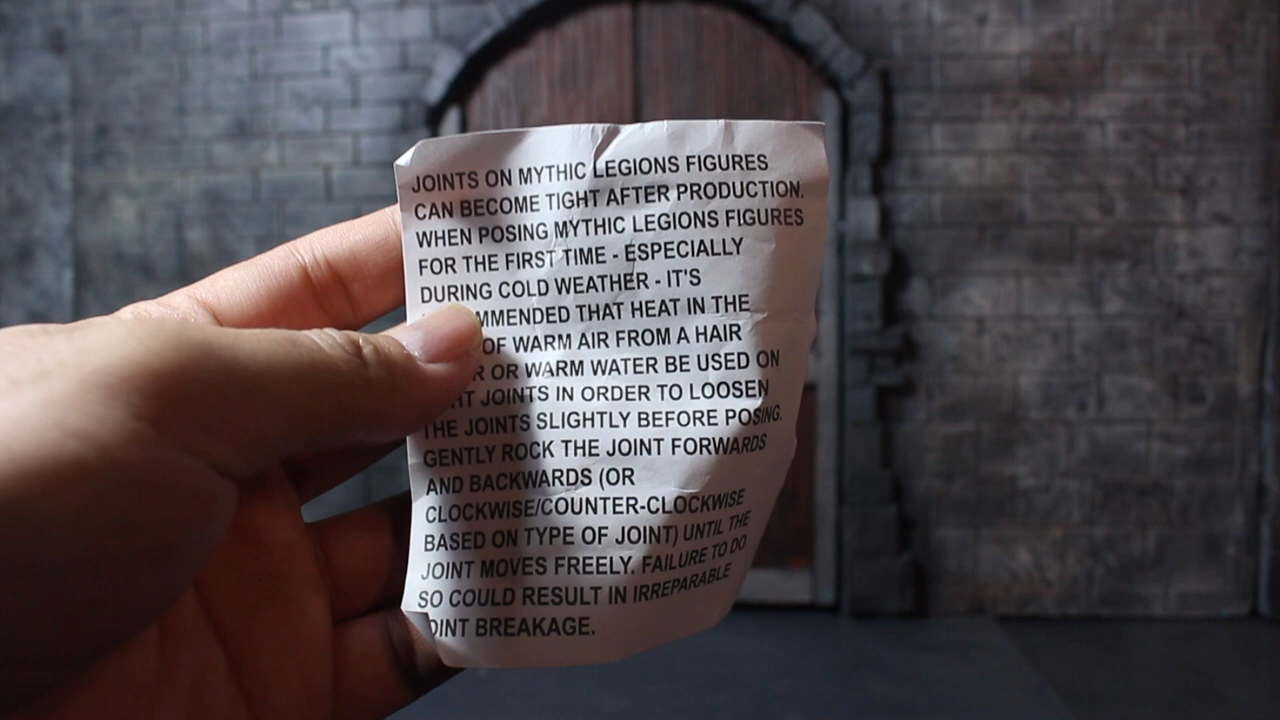 JOINTS ON MYTHIC LEGIONS FIGURES
CAN BECOME TIGHT AFTER PRODUCTION.
WHEN POSING MYTHIC LEGIONS FIGURES
FOR THE FIRST TIME - ESPECIALLY
DURING COLD WEATHER - IT'S
MMENDED THAT HEAT IN THE
OF WARM AIR FROM A HAIR
R OR WARM WATER BE USED ON
HT JOINTS IN ORDER TO LOOSEN
THE JOINTS SLIGHTLY BEFORE POSING.
GENTLY ROCK THE JOINT FORWARDS
AND BACKWARDS (OR
CLOCKWISE/COUNTER-CLOCKWISE
BASED ON TYPE OF JOINT) UNTIL THE
JOINT MOVES FREELY. FAILURE TO DO
SO COULD RESULT IN IRREPARABLE
OINT BREAKAGE.